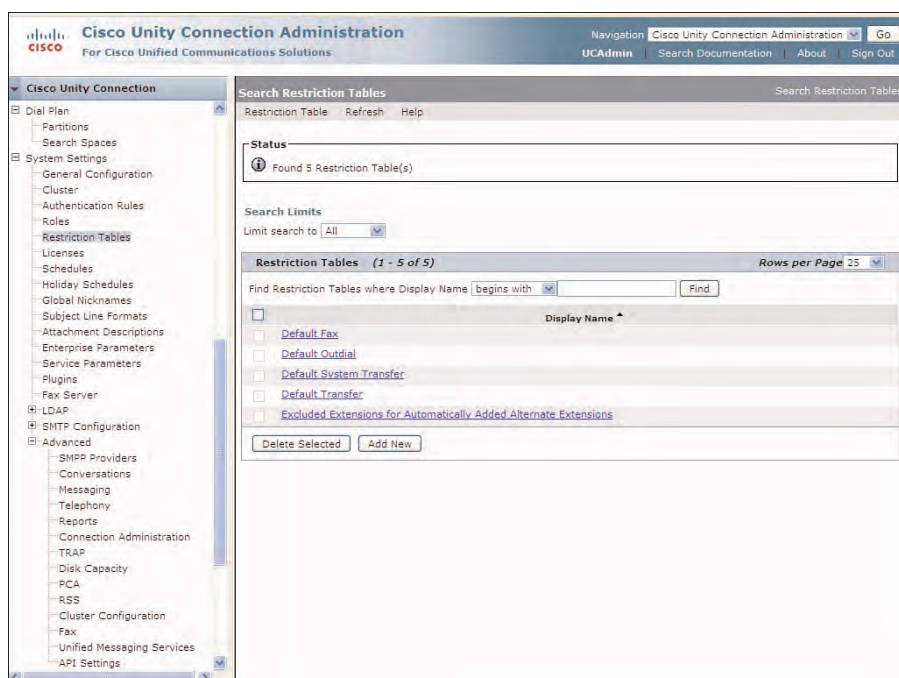 Cisco Unity Connection Administration
Navigation Cisco Unity Connection Administration Go
CISCO For Cisco Unified Communications Solutions
UCAdmin Search Documentation About Sign Out
Cisco Unity Connection
Dial Plan
Partitions
Search Spaces
System Settings
General Configuration
Cluster
Authentication Rules
Roles
Restriction Tables
Licenses
Schedules
Holiday Schedules
Global Nicknames
Subject Line Formats
Attachment Descriptions
Enterprise Parameters
Service Parameters
Plugins
Fax Server
LDAP
SMTP Configuration
Advanced
SMPP Providers
Conversations
Messaging
Telephony
Reports
Connection Administration
TRAP
Disk Capacity
PCA
RSS
Cluster Configuration
Fax
Unified Messaging Services
API Settings
Search Restriction Tables Search Restriction Tables
Restriction Table Refresh Help
Status
Found 5 Restriction Table(s)
Search Limits
Limit search to All
Restriction Tables (1 - 5 of 5) Rows per Page 25
Find Restriction Tables where Display Name begins with Find
Display Name
Default Fax
Default Outdial
Default System Transfer
Default Transfer
Excluded Extensions for Automatically Added Alternate Extensions
Delete Selected Add New